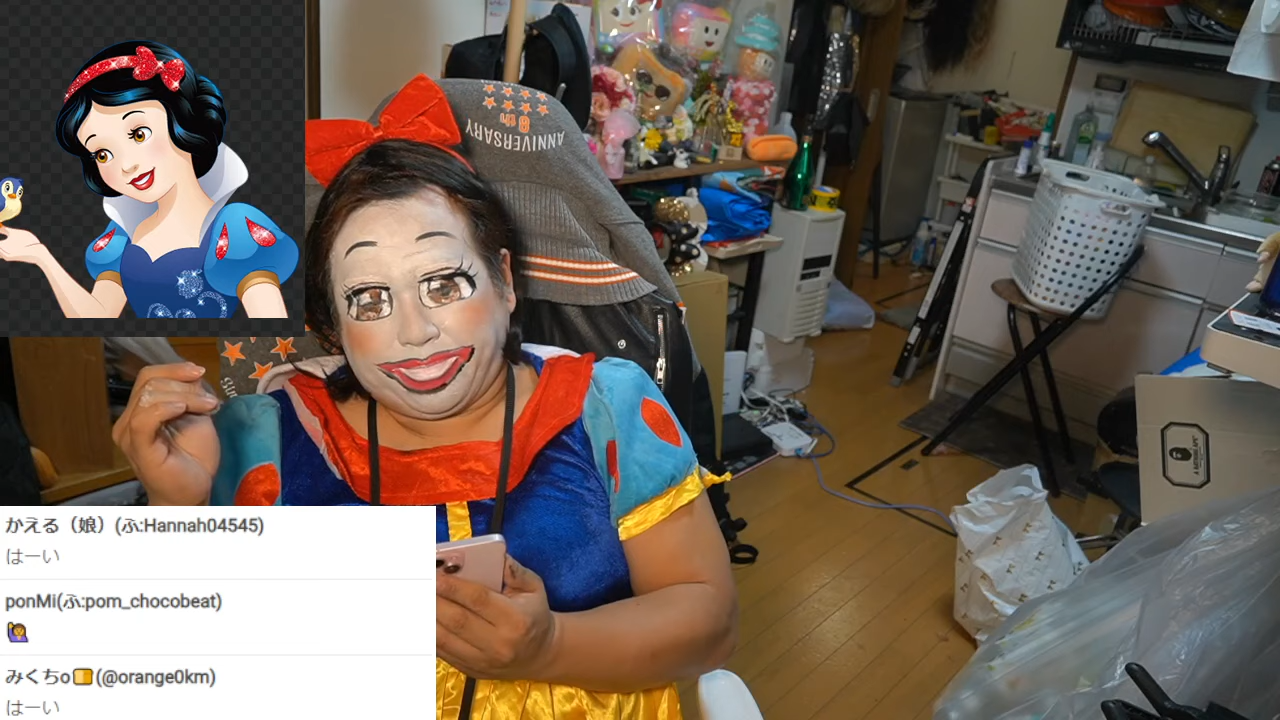 ANNIVERSARY
8th
かえる（娘）(ふ:Hannah04545)
はーい
ponMi(ふ:pom_chocobeat)
🙋
みくちo(@orange0km)
はーい